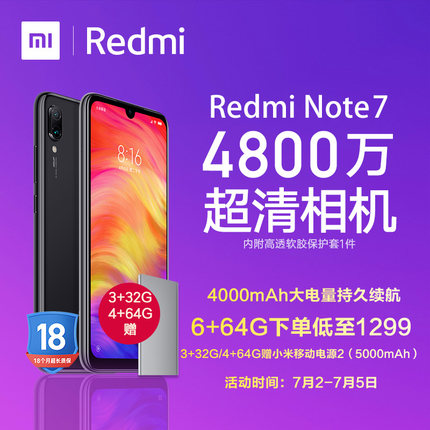 mi Redmi
Redmi Note7
4800万
超清相机
内附高透软胶保护套1件
8:16
3+32G
4+64G
赠
4000mAh大电量持久续航
6+64G下单低至1299
3+32G/4+64G赠小米移动电源2（5000mAh）
18
18个月超长质保
活动时间：7月2-7月5日